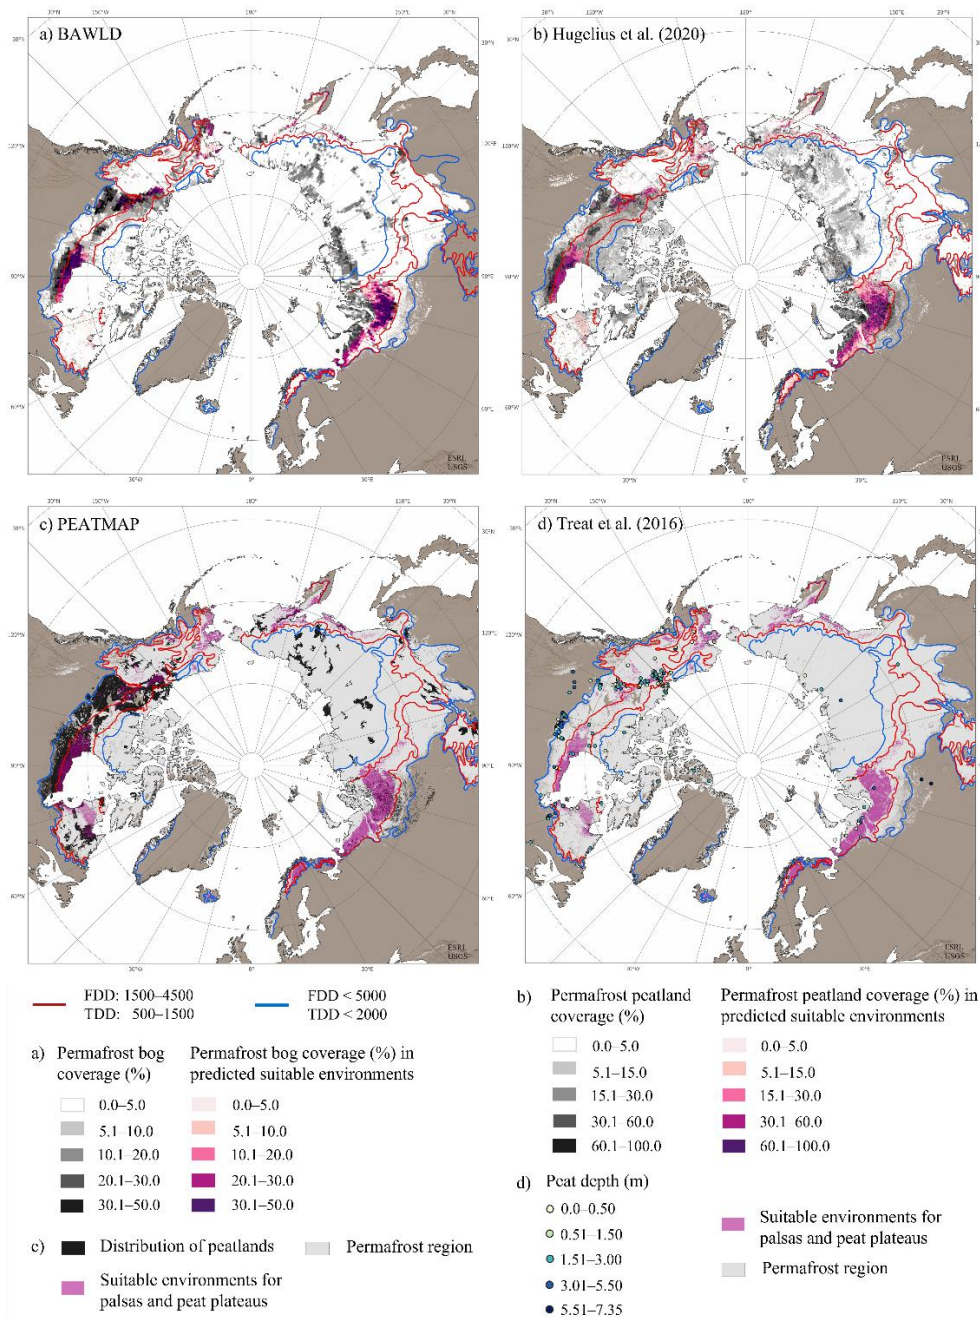 a) BAWLD
b) Hugelius et al. (2020)
ESRI, USGS
ESRI, USGS
c) PEATMAP
d) Treat et al. (2016)
ESRI, USGS
ESRI, USGS
FDD: 1500–4500
TDD: 500–1500
FDD < 5000
TDD < 2000
a) Permafrost bog coverage (%)
0.0–5.0
5.1–10.0
10.1–20.0
20.1–30.0
30.1–50.0
Permafrost bog coverage (%) in predicted suitable environments
0.0–5.0
5.1–10.0
10.1–20.0
20.1–30.0
30.1–50.0
c) Distribution of peatlands
Permafrost region
Suitable environments for palsas and peat plateaus
b) Permafrost peatland coverage (%)
0.0–5.0
5.1–15.0
15.1–30.0
30.1–60.0
60.1–100.0
Permafrost peatland coverage (%) in predicted suitable environments
0.0–5.0
5.1–15.0
15.1–30.0
30.1–60.0
60.1–100.0
d) Peat depth (m)
0.0–0.50
0.51–1.50
1.51–3.00
3.01–5.50
5.51–7.35
Suitable environments for palsas and peat plateaus
Permafrost region